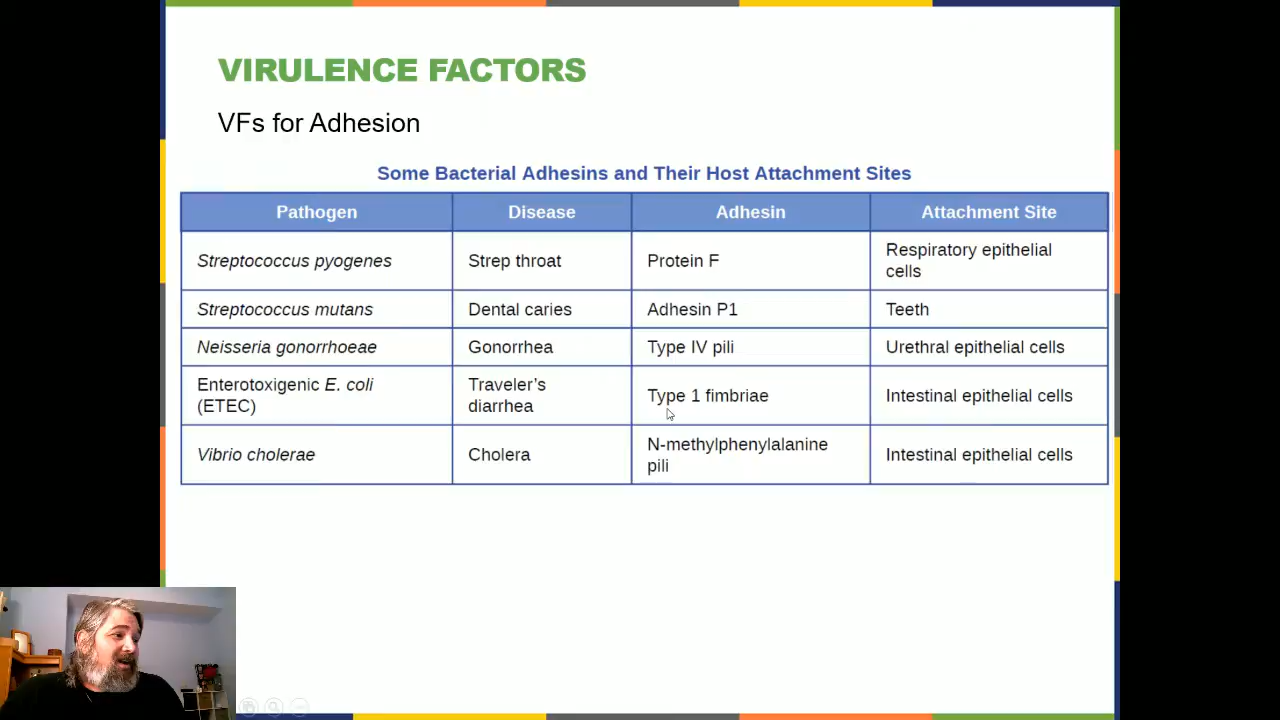 VIRULENCE FACTORS
VFs for Adhesion
Some Bacterial Adhesins and Their Host Attachment Sites
Pathogen Disease Adhesin Attachment Site
Streptococcus pyogenes Strep throat Protein F Respiratory epithelial
cells
Streptococcus mutans Dental caries Adhesin P1 Teeth
Neisseria gonorrhoeae Gonorrhea Type IV pili Urethral epithelial cells
Enterotoxigenic E. coli
(ETEC) Traveler’s
diarrhea Type 1 fimbriae Intestinal epithelial cells
Vibrio cholerae Cholera N-methylphenylalanine
pili Intestinal epithelial cells